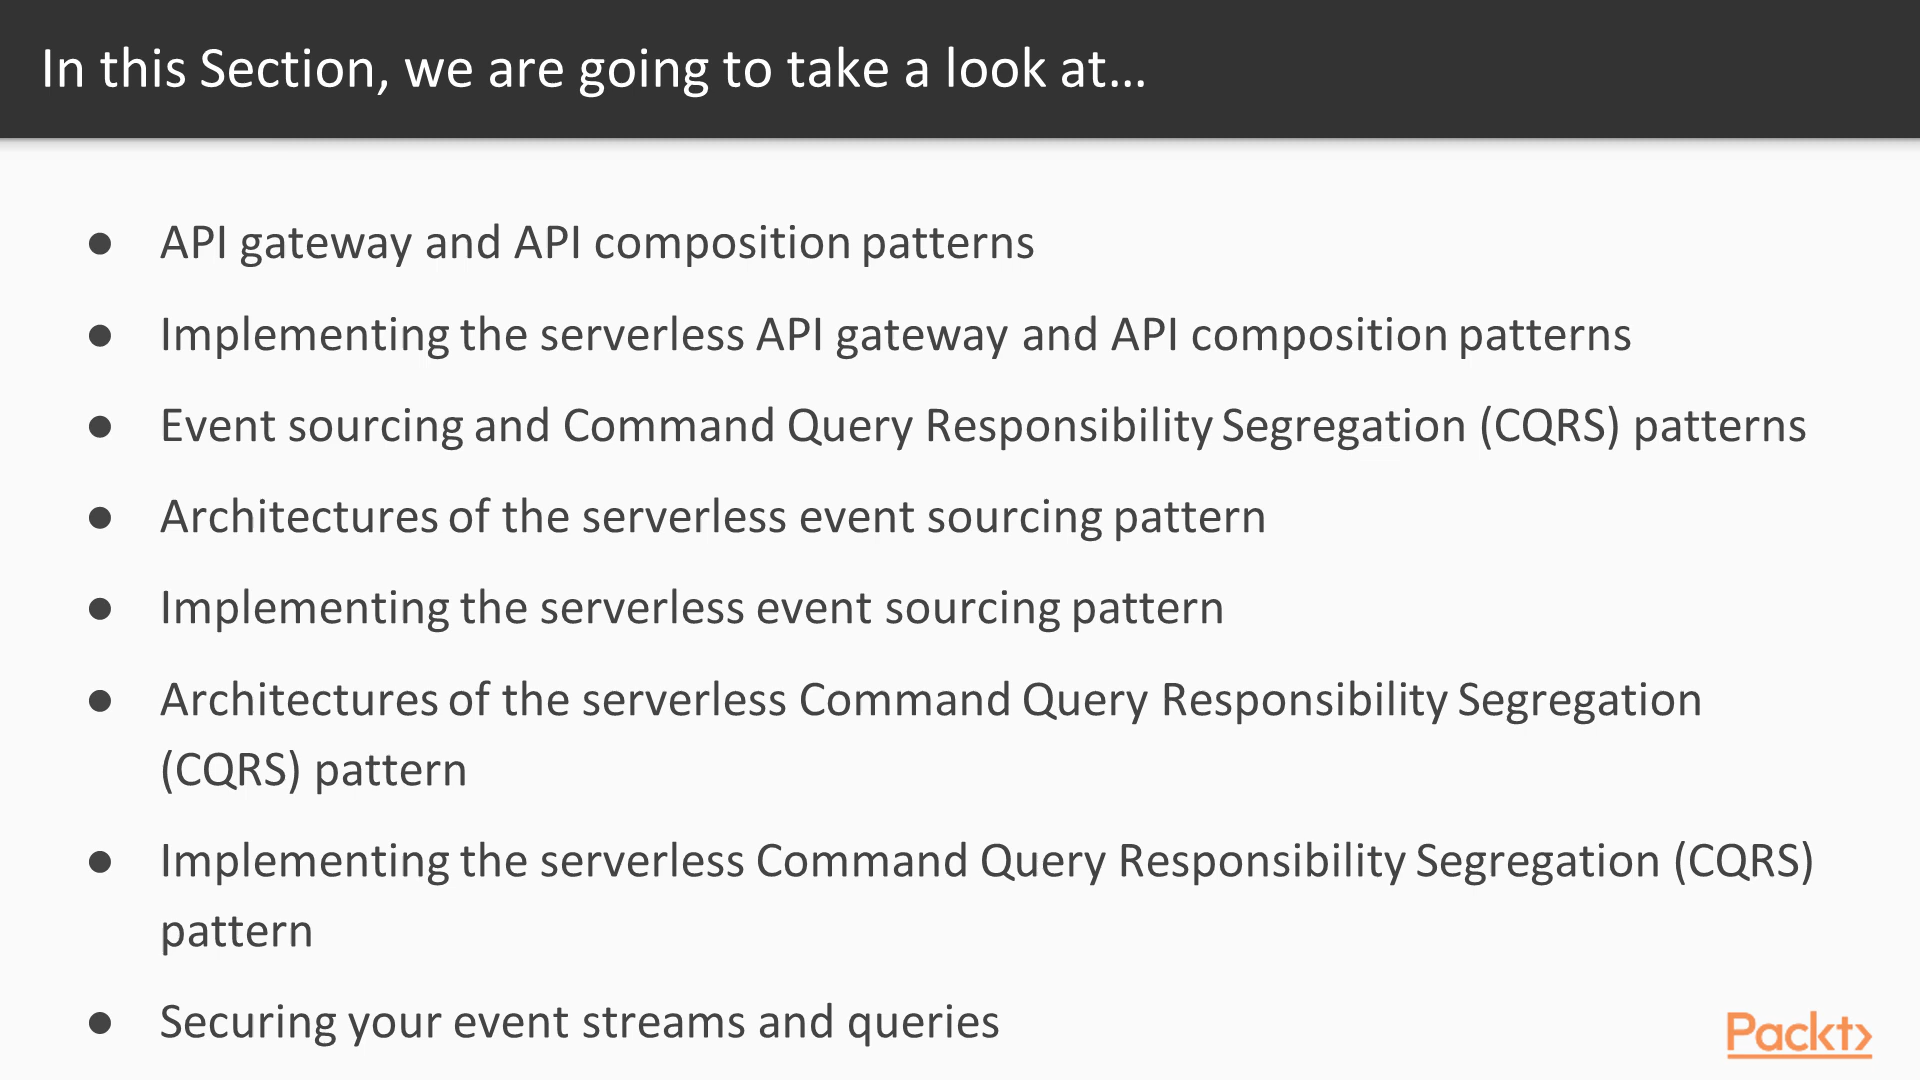 In this Section, we are going to take a look at...
● API gateway and API composition patterns
● Implementing the serverless API gateway and API composition patterns
● Event sourcing and Command Query Responsibility Segregation (CQRS) patterns
● Architectures of the serverless event sourcing pattern
● Implementing the serverless event sourcing pattern
● Architectures of the serverless Command Query Responsibility Segregation
(CQRS) pattern
● Implementing the serverless Command Query Responsibility Segregation (CQRS)
pattern
● Securing your event streams and queries
Packt>